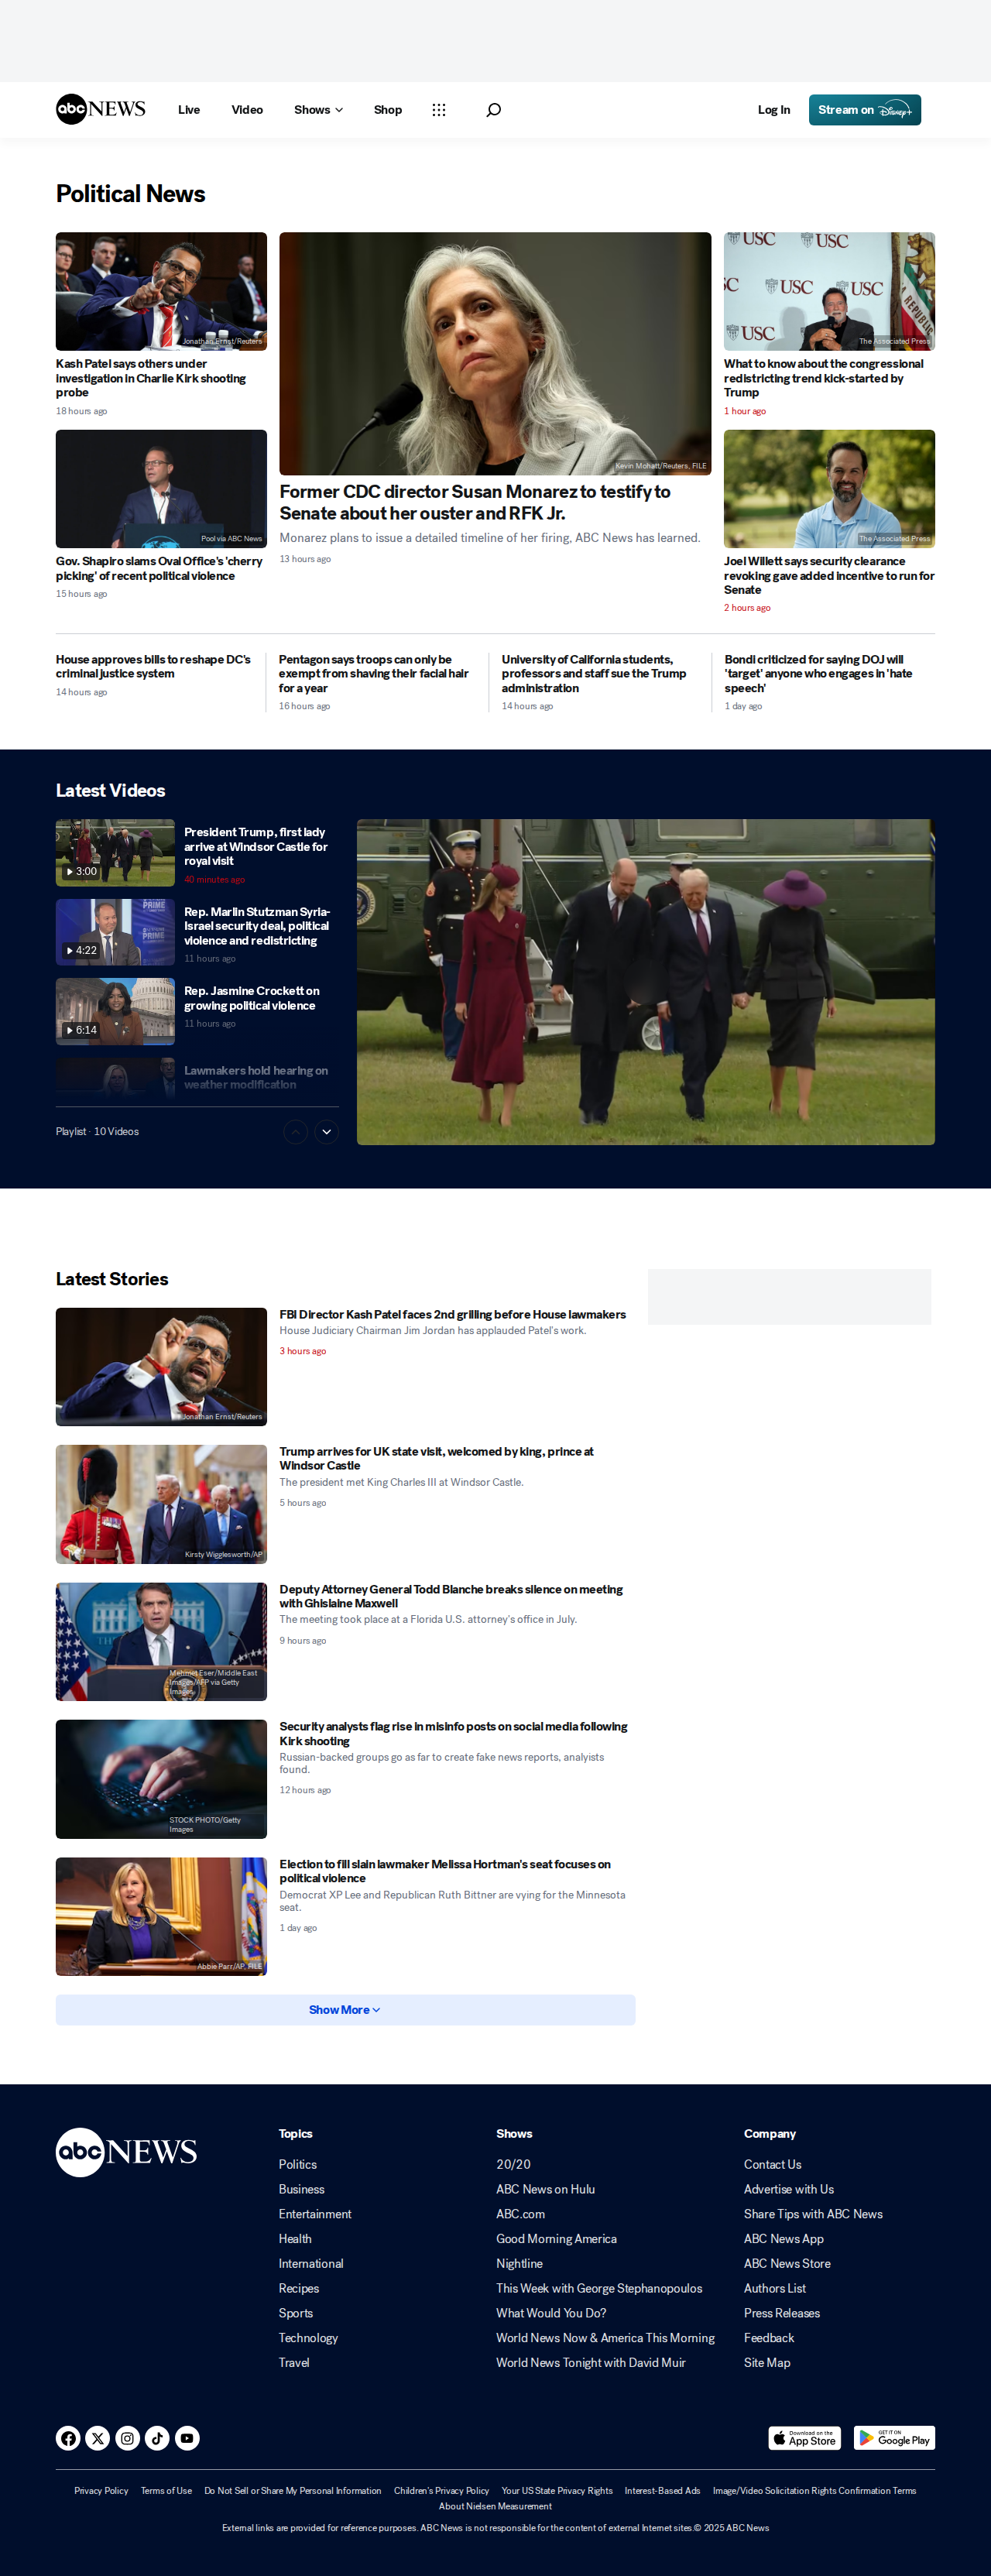 abc NEWS
Live
Video
Shows
Shop
Log In
Stream on Disney+
Political News
Jonathan Ernst/Reuters
Kash Patel says others under
investigation in Charlie Kirk shooting
probe
18 hours ago
Pool via ABC News
Gov. Shapiro slams Oval Office's 'cherry
picking' of recent political violence
15 hours ago
Kevin Mohatt/Reuters, FILE
Former CDC director Susan Monarez to testify to
Senate about her ouster and RFK Jr.
Monarez plans to issue a detailed timeline of her firing, ABC News has learned.
13 hours ago
USC
USC
USC
USC
USC
The Associated Press
What to know about the congressional
redistricting trend kick-started by
Trump
1 hour ago
The Associated Press
Joel Willett says security clearance
revoking gave added incentive to run for
Senate
2 hours ago
House approves bills to reshape DC's
criminal justice system
14 hours ago
Pentagon says troops can only be
exempt from shaving their facial hair
for a year
16 hours ago
University of California students,
professors and staff sue the Trump
administration
14 hours ago
Bondi criticized for saying DOJ will
'target' anyone who engages in 'hate
speech'
1 day ago
Latest Videos
3:00
President Trump, first lady
arrive at Windsor Castle for
royal visit
40 minutes ago
PRIME
PRIME
4:22
Rep. Marlin Stutzman Syria-
Israel security deal, political
violence and redistricting
11 hours ago
6:14
Rep. Jasmine Crockett on
growing political violence
11 hours ago
Lawmakers hold hearing on
weather modification
Playlist · 10 Videos
Latest Stories
Jonathan Ernst/Reuters
FBI Director Kash Patel faces 2nd grilling before House lawmakers
House Judiciary Chairman Jim Jordan has applauded Patel's work.
3 hours ago
Kirsty Wigglesworth/AP
Trump arrives for UK state visit, welcomed by king, prince at
Windsor Castle
The president met King Charles III at Windsor Castle.
5 hours ago
Mehmet Eser/Middle East
Images/AFP via Getty
Images
Deputy Attorney General Todd Blanche breaks silence on meeting
with Ghislaine Maxwell
The meeting took place at a Florida U.S. attorney's office in July.
9 hours ago
STOCK PHOTO/Getty
Images
Security analysts flag rise in misinfo posts on social media following
Kirk shooting
Russian-backed groups go as far to create fake news reports, analyists
found.
12 hours ago
Abbie Parr/AP, FILE
Election to fill slain lawmaker Melissa Hortman's seat focuses on
political violence
Democrat XP Lee and Republican Ruth Bittner are vying for the Minnesota
seat.
1 day ago
Show More
abc NEWS
Topics
Politics
Business
Entertainment
Health
International
Recipes
Sports
Technology
Travel
Shows
20/20
ABC News on Hulu
ABC.com
Good Morning America
Nightline
This Week with George Stephanopoulos
What Would You Do?
World News Now & America This Morning
World News Tonight with David Muir
Company
Contact Us
Advertise with Us
Share Tips with ABC News
ABC News App
ABC News Store
Authors List
Press Releases
Feedback
Site Map
Download on the
App Store
GET IT ON
Google Play
Privacy Policy Terms of Use Do Not Sell or Share My Personal Information Children's Privacy Policy Your US State Privacy Rights Interest-Based Ads Image/Video Solicitation Rights Confirmation Terms
About Nielsen Measurement
External links are provided for reference purposes. ABC News is not responsible for the content of external Internet sites.© 2025 ABC News